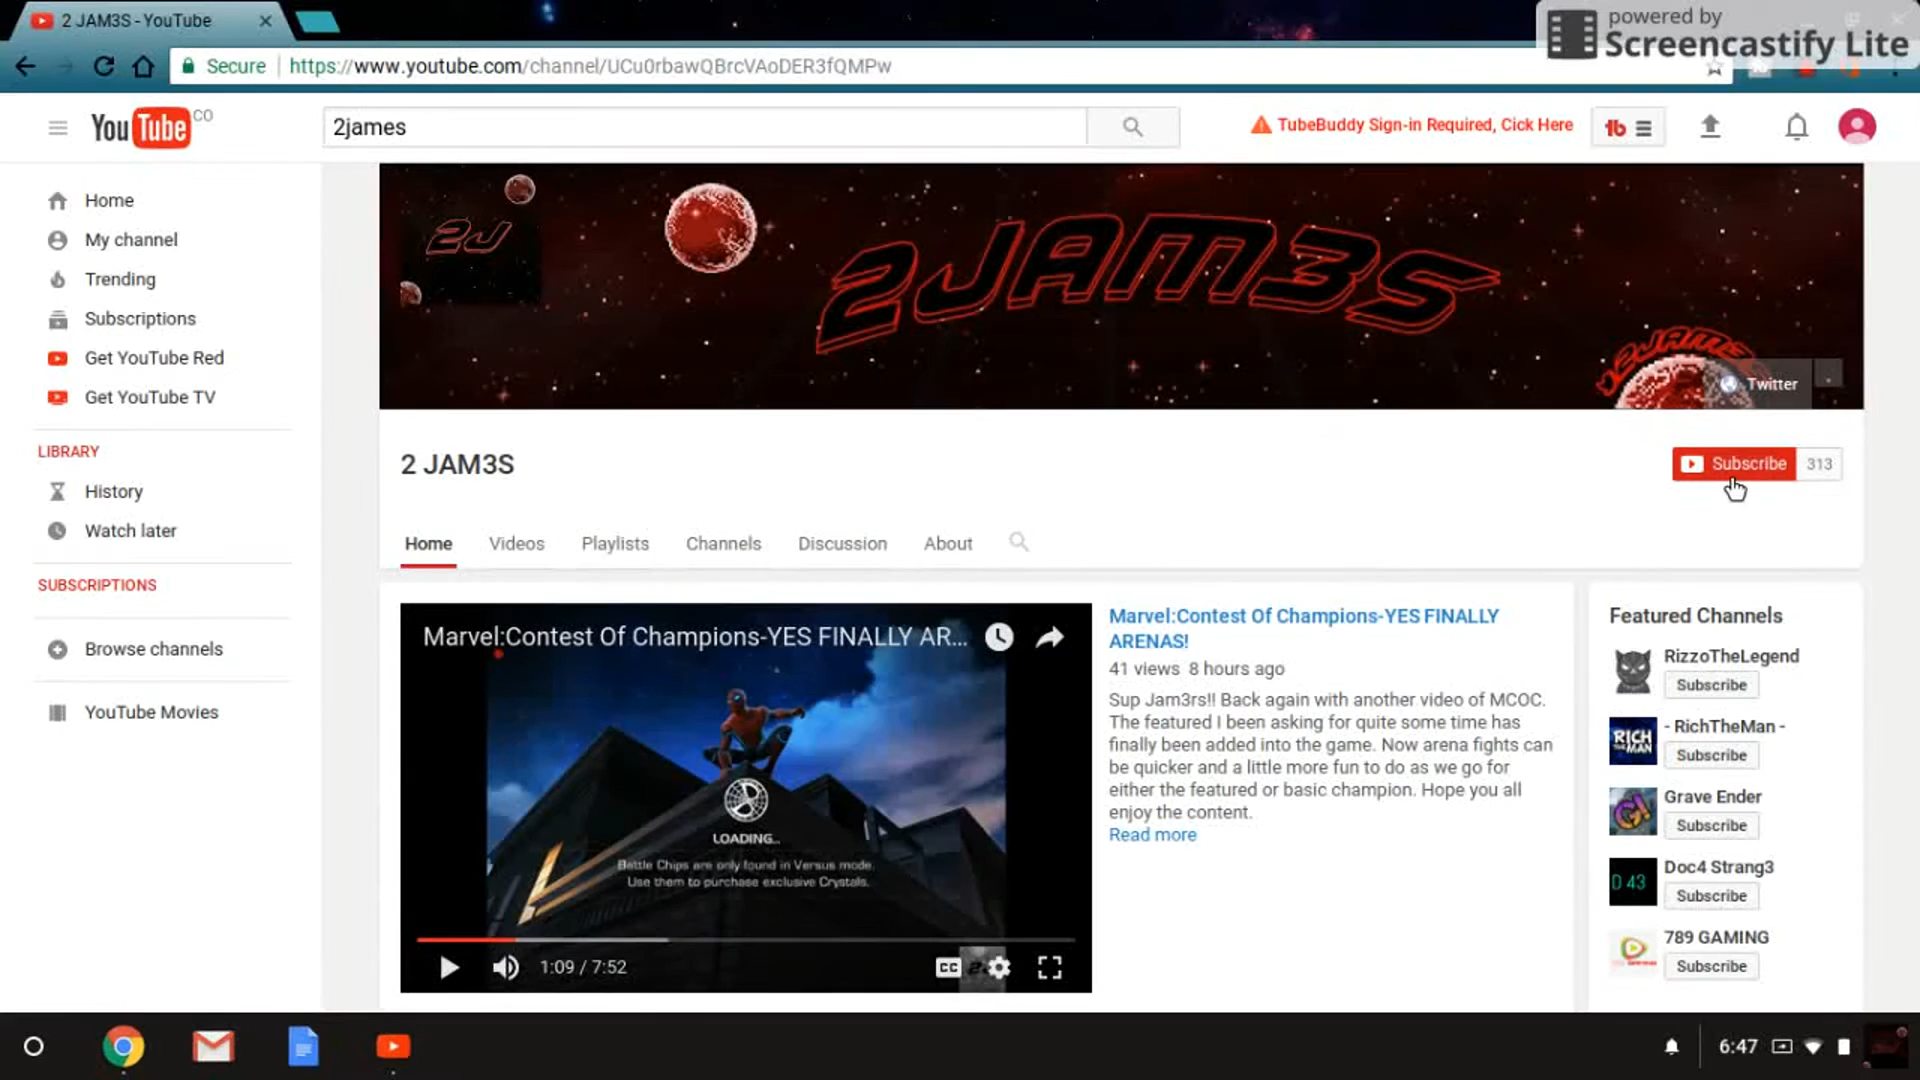 2 JAM3S - YouTube
powered by
Screencastify Lite
Secure
https://www.youtube.com/channel/UCu0rbawQBrcVAoDER3fQMPw
YouTube CO
2james
TubeBuddy Sign-in Required, Cick Here
tb
Home
My channel
Trending
Subscriptions
Get YouTube Red
Get YouTube TV
LIBRARY
History
Watch later
SUBSCRIPTIONS
Browse channels
YouTube Movies
2J
2JAM3S
Twitter
2 JAM3S
Subscribe 313
Home Videos Playlists Channels Discussion About
Marvel:Contest Of Champions-YES FINALLY AR...
LOADING...
Battle Chips are only found in Versus mode.
Use them to purchase exclusive Crystals.
1:09 / 7:52
CC
Marvel:Contest Of Champions-YES FINALLY
ARENAS!
41 views 8 hours ago
Sup Jam3rs!! Back again with another video of MCOC.
The featured I been asking for quite some time has
finally been added into the game. Now arena fights can
be quicker and a little more fun to do as we go for
either the featured or basic champion. Hope you all
enjoy the content.
Read more
Featured Channels
RizzoTheLegend
Subscribe
RICH
THE MAN
- RichTheMan -
Subscribe
G!
Grave Ender
Subscribe
D 43
Doc4 Strang3
Subscribe
789 GAMING
Subscribe
6:47